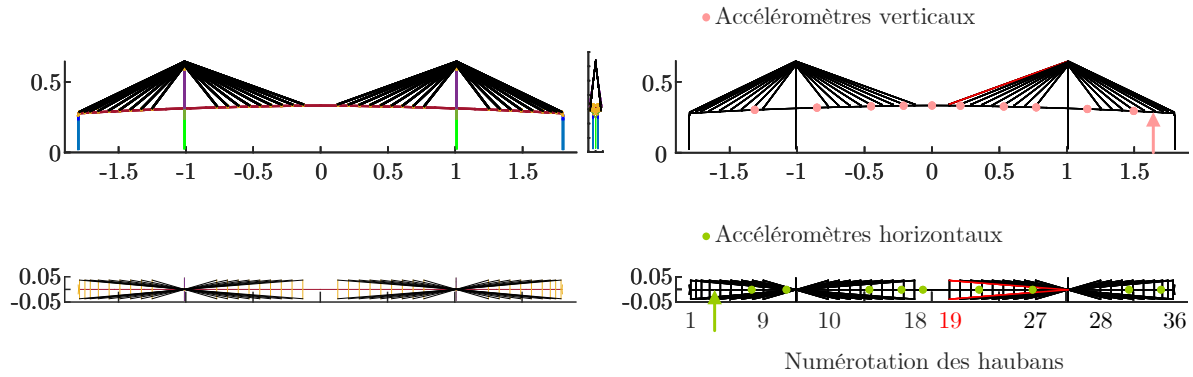 Accéléromètres verticaux
0.5
0
-1.5 -1 -0.5 0 0.5 1 1.5
0.5
0
-1.5 -1 -0.5 0 0.5 1 1.5
Accéléromètres horizontaux
0.05
-0.05
0.05
-0.05
1 9 10 18 19 27 28 36
Numérotation des haubans